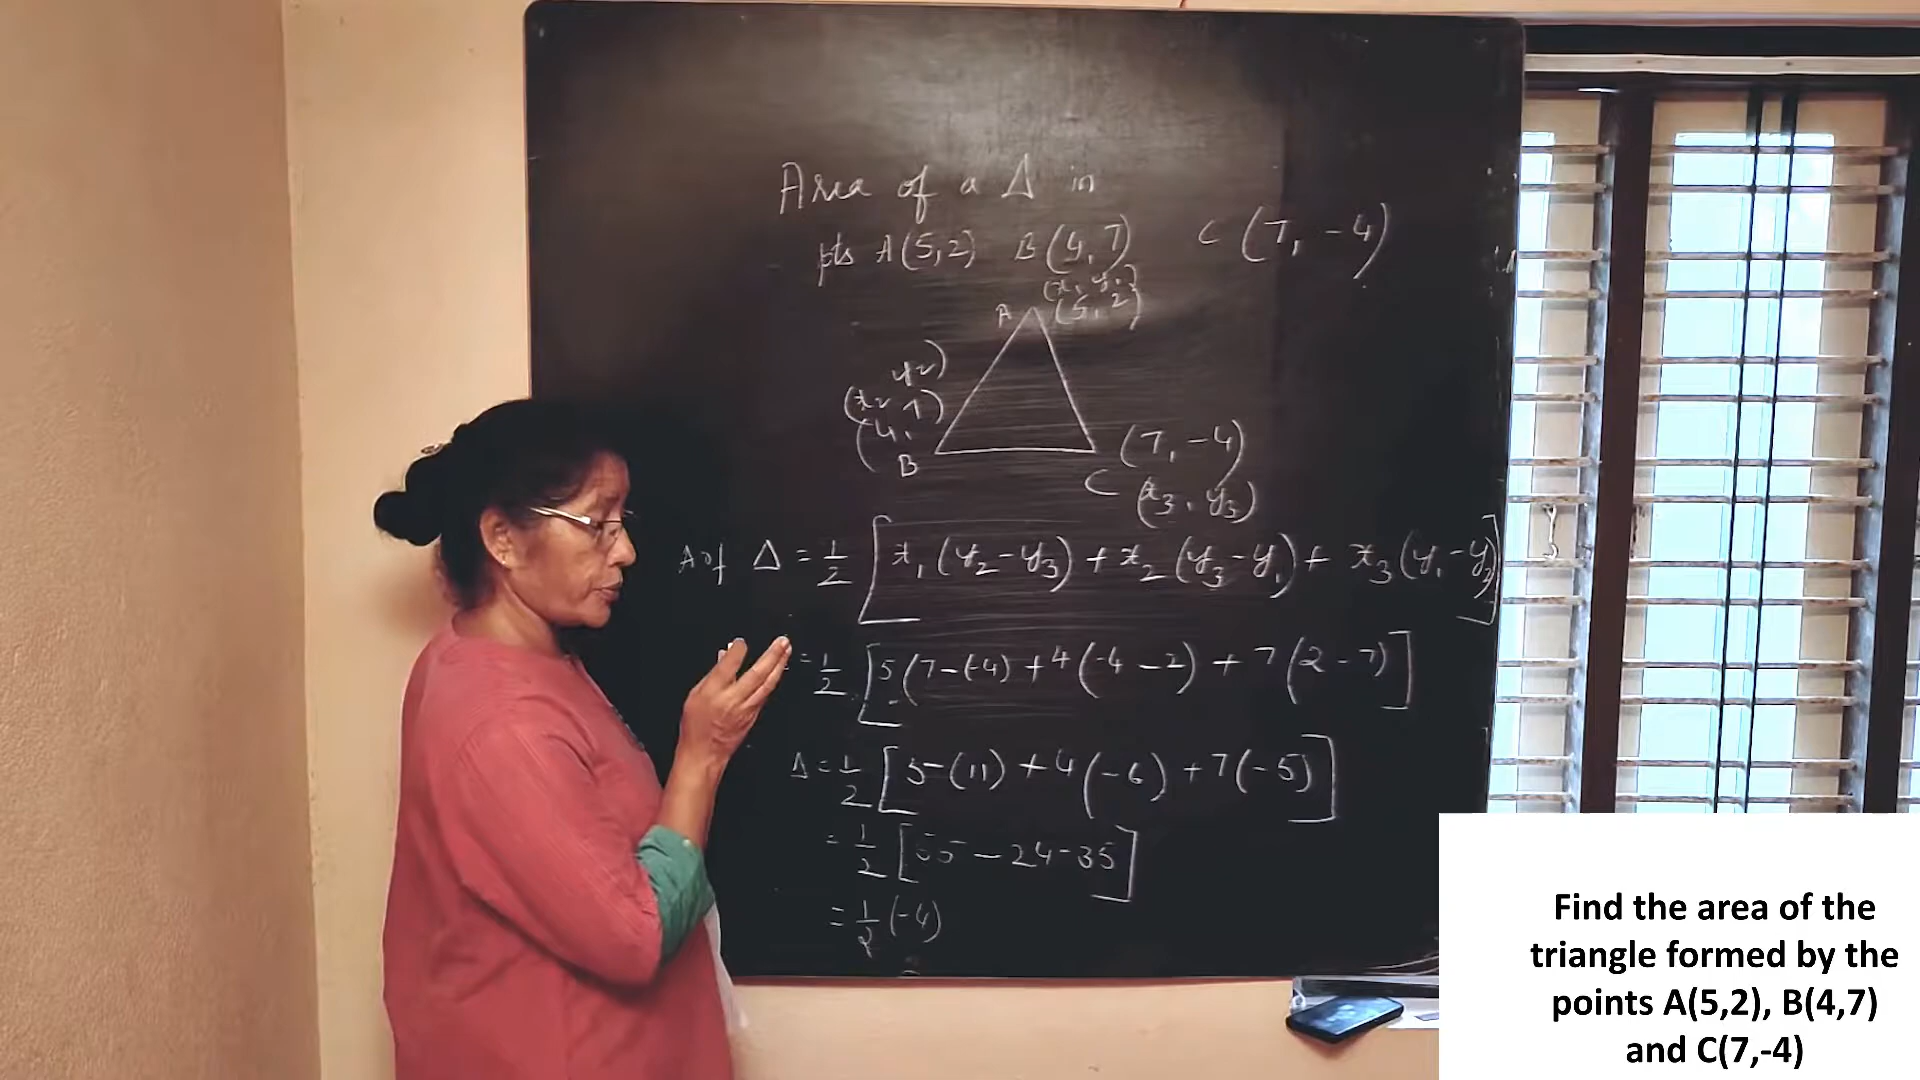 Area of a Δ in
pts A(5,2) B(4,7) C(7,-4)
(x₁ y₁)
A (5,2)
y₂)
(x₂ 7)
(4,
B
(7,-4)
C (x₃, y₃)
A of Δ = 1/2 [x₁(y₂-y₃)+x₂(y₃-y₁)+x₃(y₁-y₂)]
= 1/2 [5(7-(-4)+4(-4-2)+7(2-7)]
Δ = 1/2 [5-(11)+4(-6)+7(-5)]
= 1/2 [55-24-35]
= 1/2 (-4)
Find the area of the
triangle formed by the
points A(5,2), B(4,7)
and C(7,-4)